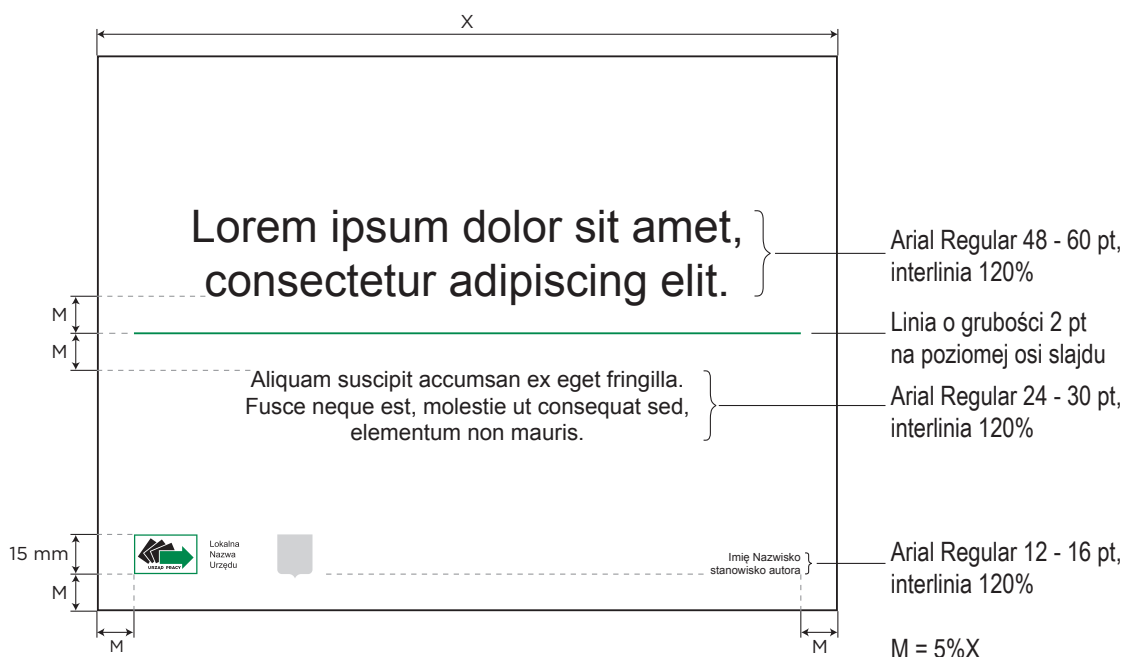 X
Lorem ipsum dolor sit amet,
consectetur adipiscing elit.
Arial Regular 48 - 60 pt,
interlinia 120%
M
M
Linia o grubości 2 pt
na poziomej osi slajdu
Aliquam suscipit accumsan ex eget fringilla.
Fusce neque est, molestie ut consequat sed,
elementum non mauris.
Arial Regular 24 - 30 pt,
interlinia 120%
15 mm
URZĄD PRACY
Lokalna
Nazwa
Urzędu
Imię Nazwisko
stanowisko autora
Arial Regular 12 - 16 pt,
interlinia 120%
M
M
M
M = 5%X